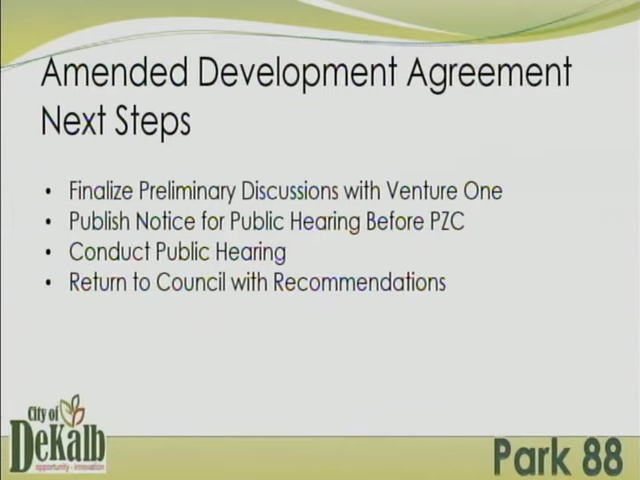 Amended Development Agreement
Next Steps
• Finalize Preliminary Discussions with Venture One
• Publish Notice for Public Hearing Before PZC
• Conduct Public Hearing
• Return to Council with Recommendations
City of
DeKalb
opportunity · innovation
Park 88